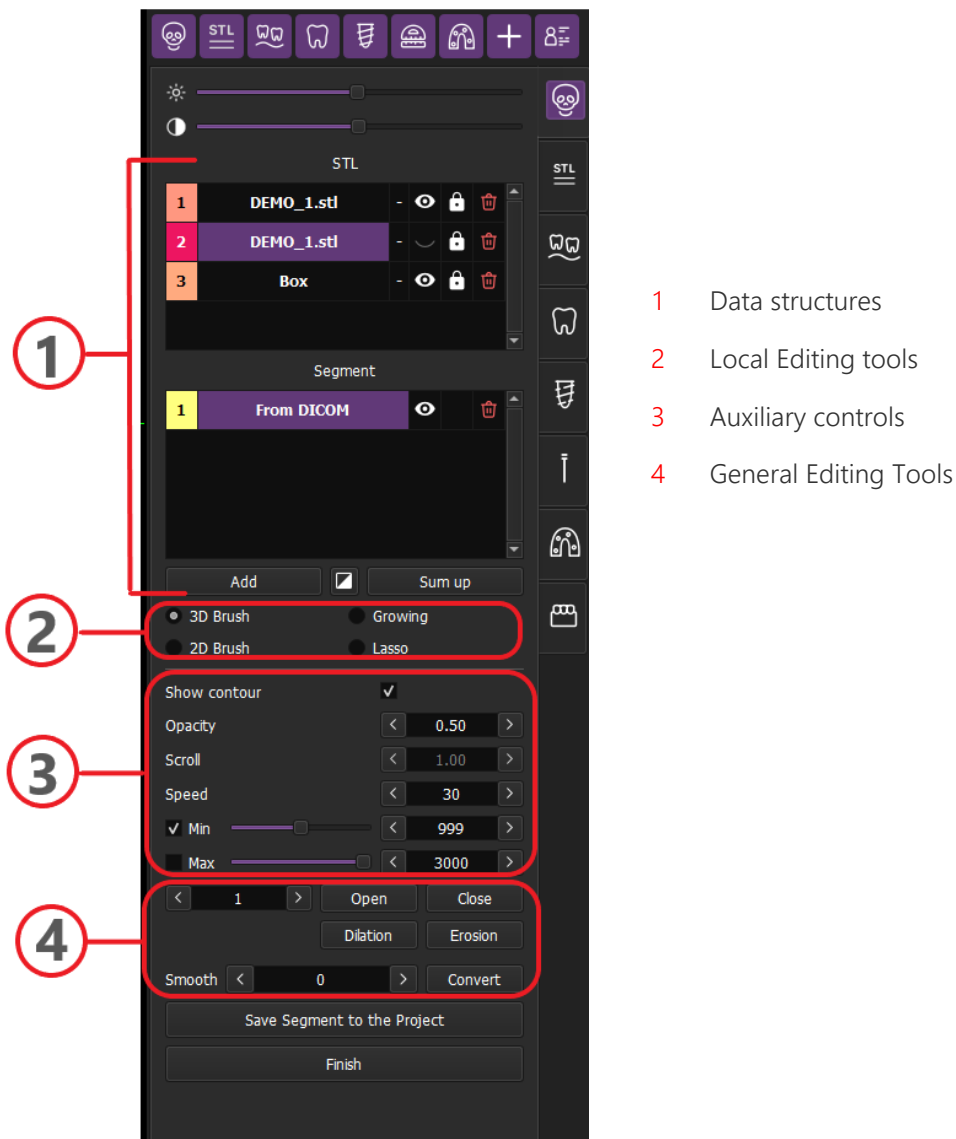 STL
STL
STL
1 DEMO_1.stl -
2 DEMO_1.stl -
3 Box -
1
Segment
1 From DICOM
Add Sum up
2
3D Brush Growing
2D Brush Lasso
3
Show contour
Opacity 0.50
Scroll 1.00
Speed 30
Min 999
Max 3000
4
1 Open Close
Dilation Erosion
Smooth 0 Convert
Save Segment to the Project
Finish
1 Data structures
2 Local Editing tools
3 Auxiliary controls
4 General Editing Tools